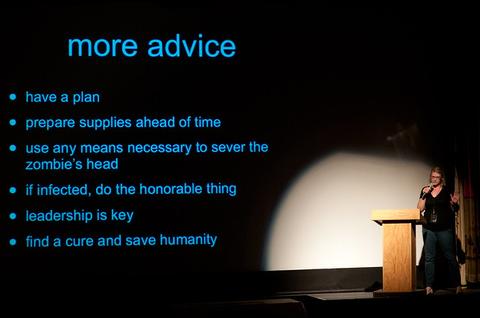 more advice
• have a plan
• prepare supplies ahead of time
• use any means necessary to sever the
zombie's head
• if infected, do the honorable thing
• leadership is key
• find a cure and save humanity